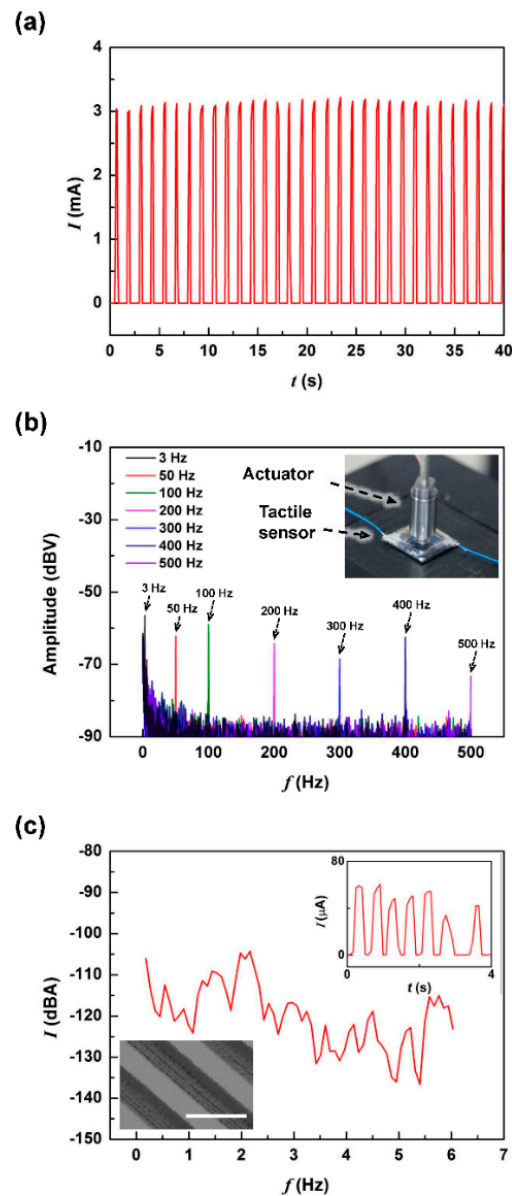 (a)
4
3
2
1
0
I (mA)
0 5 10 15 20 25 30 35 40
t (s)
(b)
-10
-30
-50
-70
-90
Amplitude (dBV)
3 Hz
50 Hz
100 Hz
200 Hz
300 Hz
400 Hz
500 Hz
Actuator
Tactile
sensor
3 Hz
50 Hz
100 Hz
200 Hz
300 Hz
400 Hz
500 Hz
0 100 200 300 400 500
f (Hz)
(c)
-80
-90
-100
-110
-120
-130
-140
-150
I (dBA)
80
0
I (μA)
0 2 4
t (s)
0 1 2 3 4 5 6 7
f (Hz)